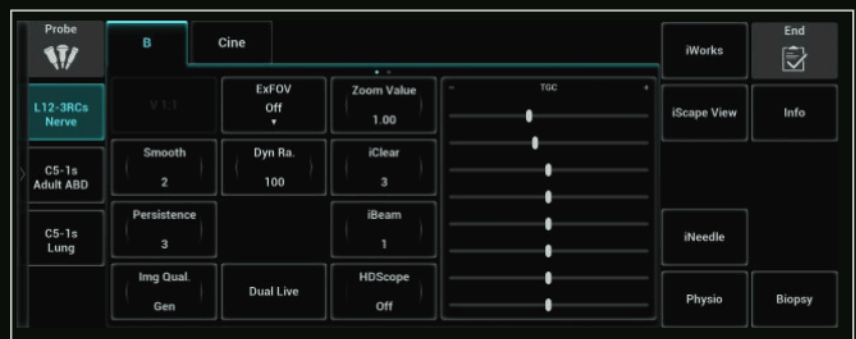 Probe
B
Cine
iWorks
End
L12-3RCs
Nerve
V 1:1
ExFOV
Off
Zoom Value
1.00
-
TGC
+
iScape View
Info
C5-1s
Adult ABD
Smooth
2
Dyn Ra.
100
iClear
3
C5-1s
Lung
Persistence
3
iBeam
1
iNeedle
Img Qual.
Gen
Dual Live
HDScope
Off
Physio
Biopsy